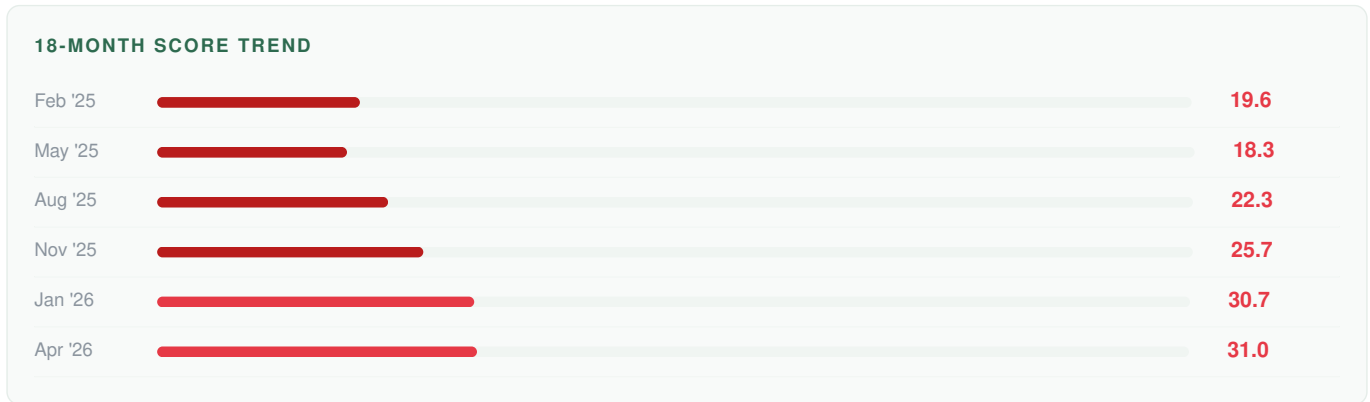 18-MONTH SCORE TREND
Feb '25 19.6
May '25 18.3
Aug '25 22.3
Nov '25 25.7
Jan '26 30.7
Apr '26 31.0